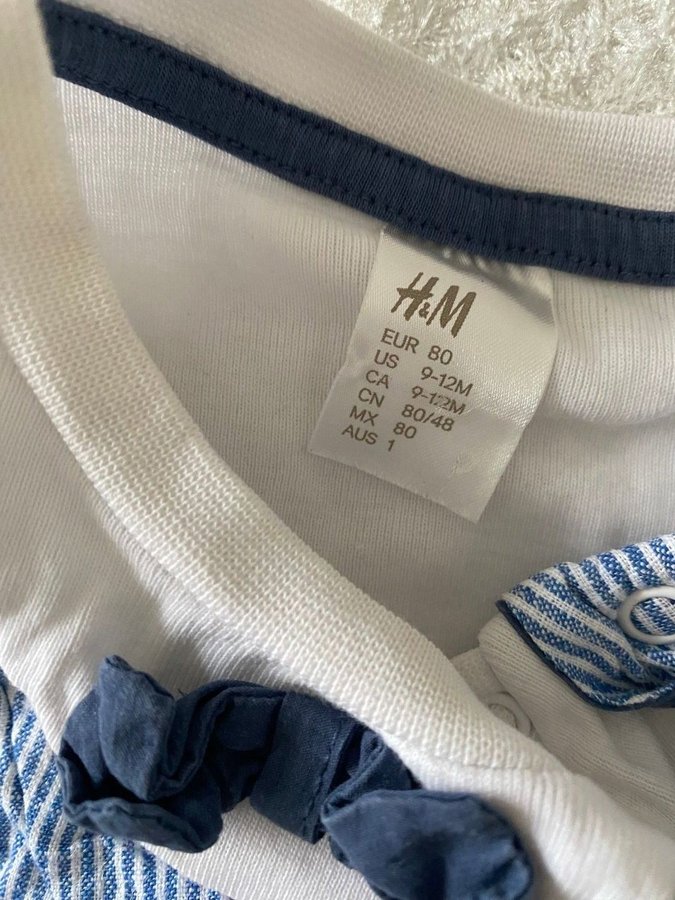 H&M
EUR 80
US 9-12M
CA 9-12M
CN 80/48
MX 80
AUS 1